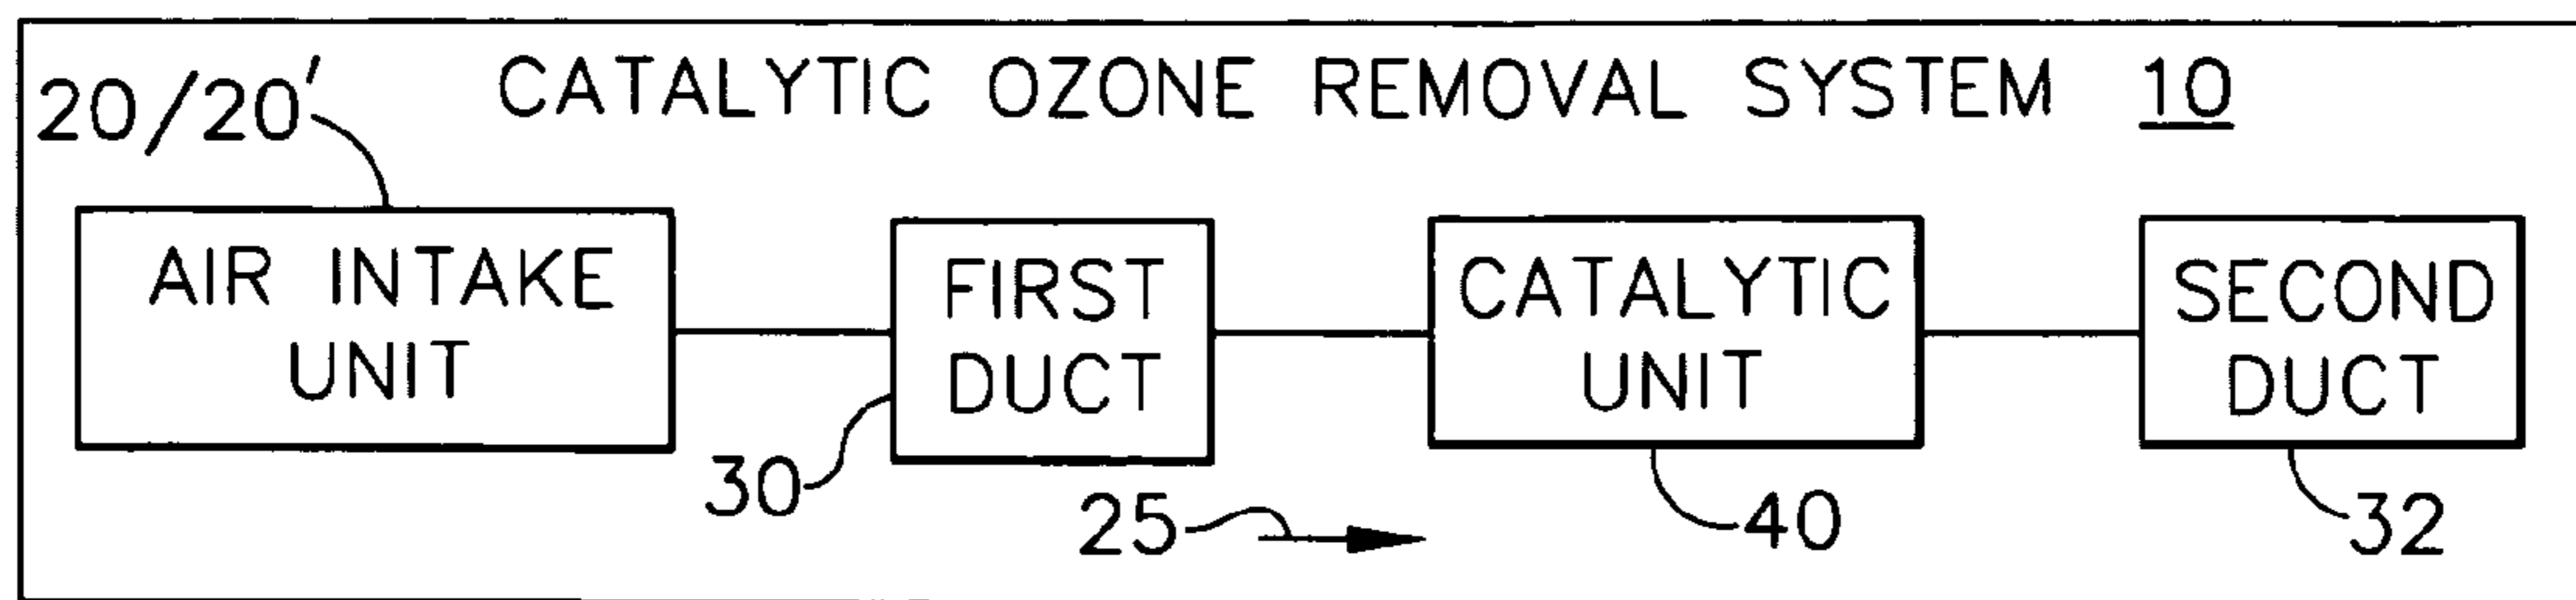 20/20'
CATALYTIC OZONE REMOVAL SYSTEM 10
AIR INTAKE
UNIT
FIRST
DUCT
CATALYTIC
UNIT
SECOND
DUCT
30
25
40
32